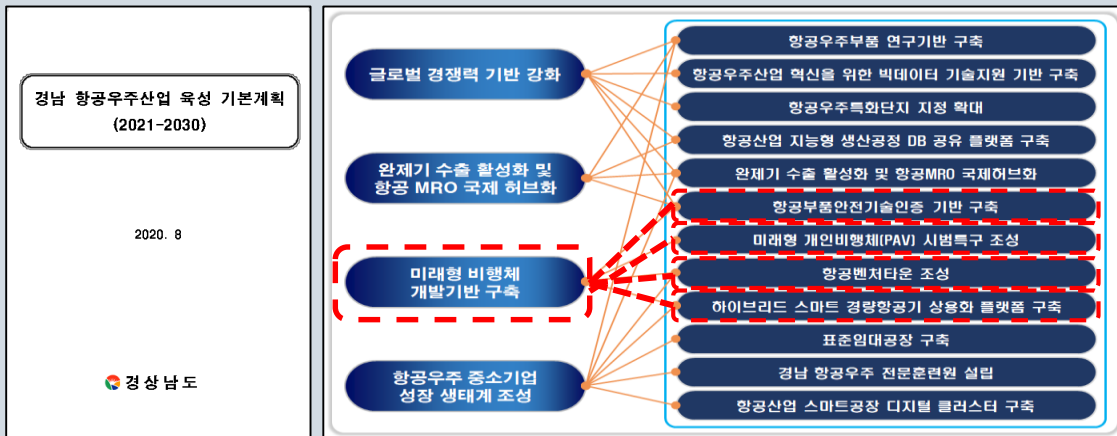 경남 항공우주산업 육성 기본계획
(2021-2030)
2020. 8
경상남도
글로벌 경쟁력 기반 강화
완제기 수출 활성화 및
항공 MRO 국제 허브화
미래형 비행체
개발기반 구축
항공우주 중소기업
성장 생태계 조성
항공우주부품 연구기반 구축
항공우주산업 혁신을 위한 빅데이터 기술지원 기반 구축
항공우주특화단지 지정 확대
항공산업 지능형 생산공정 DB 공유 플랫폼 구축
완제기 수출 활성화 및 항공MRO 국제허브화
항공부품안전기술인증 기반 구축
미래형 개인비행체(PAV) 시범특구 조성
항공벤처타운 조성
하이브리드 스마트 경량항공기 상용화 플랫폼 구축
표준임대공장 구축
경남 항공우주 전문훈련원 설립
항공산업 스마트공장 디지털 클러스터 구축